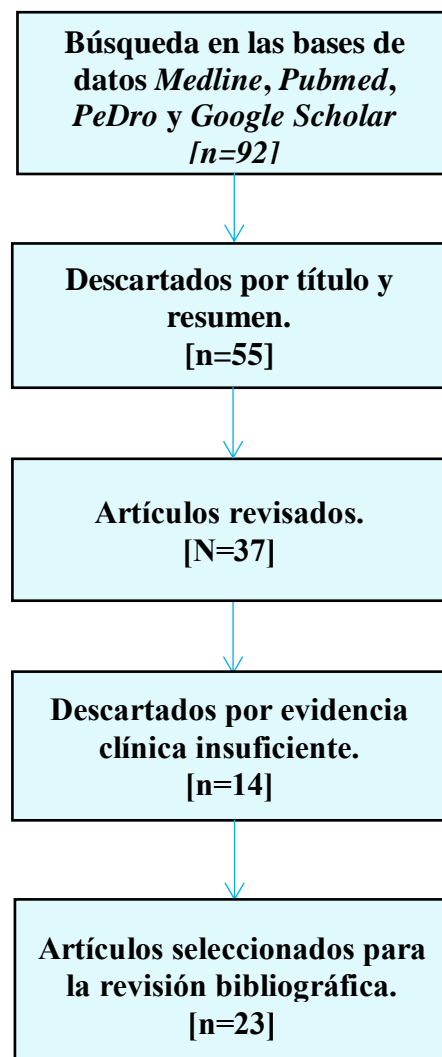 Búsqueda en las bases de
datos Medline, Pubmed,
PeDro y Google Scholar
[n=92]
Descartados por título y
resumen.
[n=55]
Artículos revisados.
[N=37]
Descartados por evidencia
clínica insuficiente.
[n=14]
Artículos seleccionados para
la revisión bibliográfica.
[n=23]